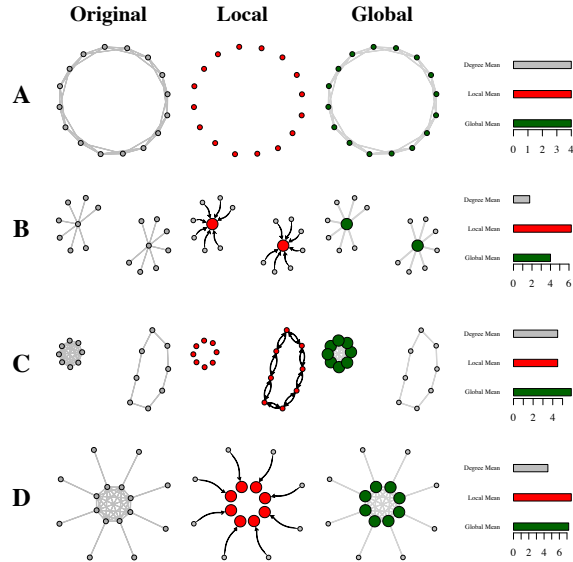 Original Local Global
A
Degree Mean
Local Mean
Global Mean
0 1 2 3 4
B
Degree Mean
Local Mean
Global Mean
0 2 4 6
C
Degree Mean
Local Mean
Global Mean
0 2 4
D
Degree Mean
Local Mean
Global Mean
0 2 4 6